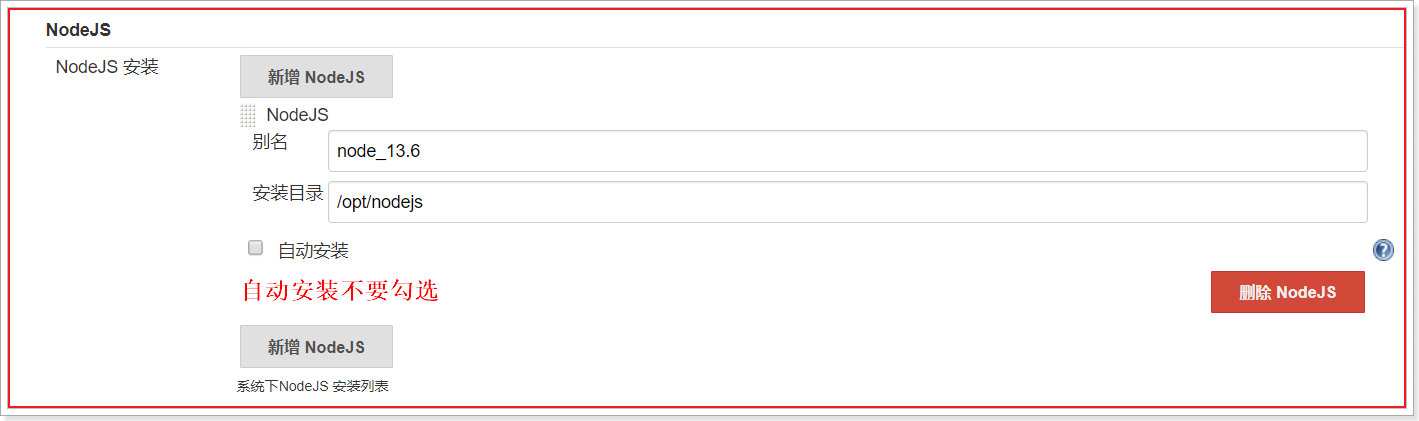 NodeJS
NodeJS 安装
新增 NodeJS
NodeJS
别名
node_13.6
安装目录
/opt/nodejs
自动安装
?
自动安装不要勾选
删除 NodeJS
新增 NodeJS
系统下NodeJS 安装列表